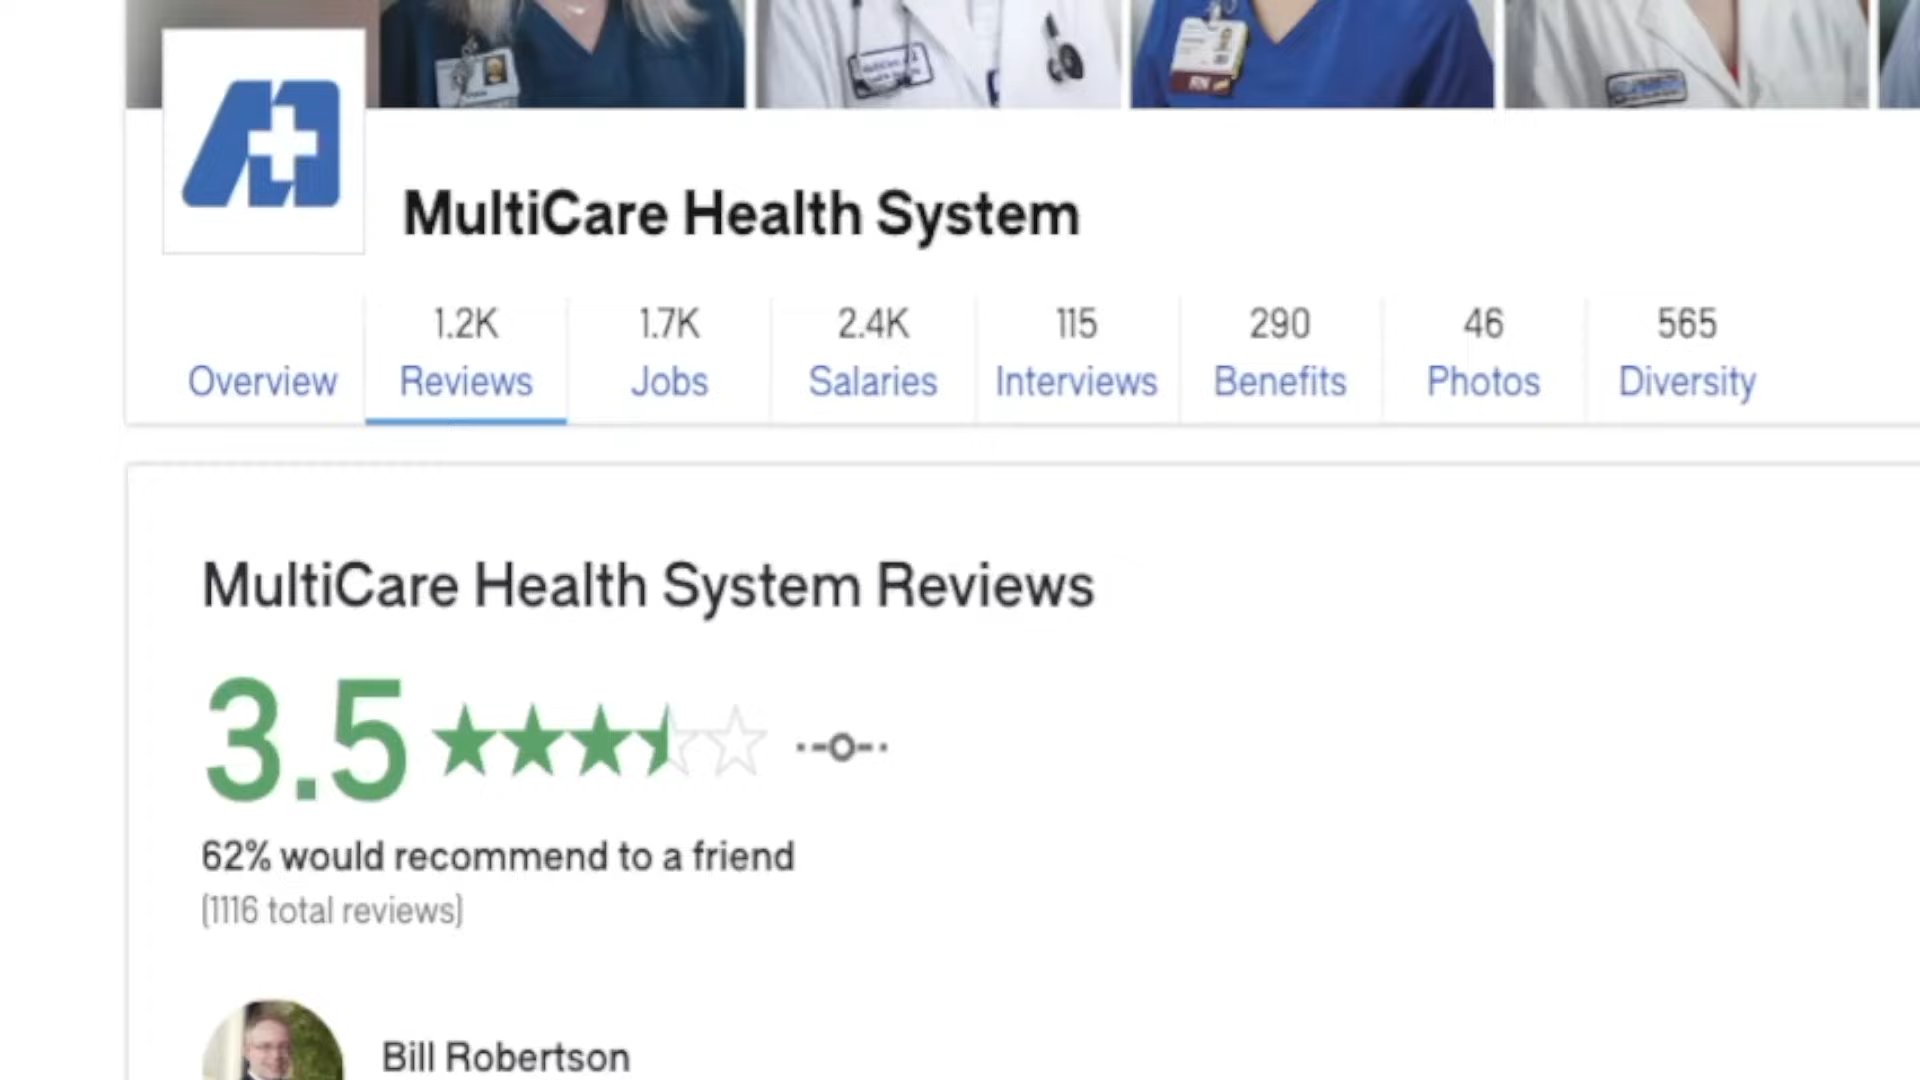 RN
MultiCare Health System
1.2K
1.7K
2.4K
115
290
46
565
Overview
Reviews
Jobs
Salaries
Interviews
Benefits
Photos
Diversity
MultiCare Health System Reviews
3.5
62% would recommend to a friend
(1116 total reviews)
Bill Robertson